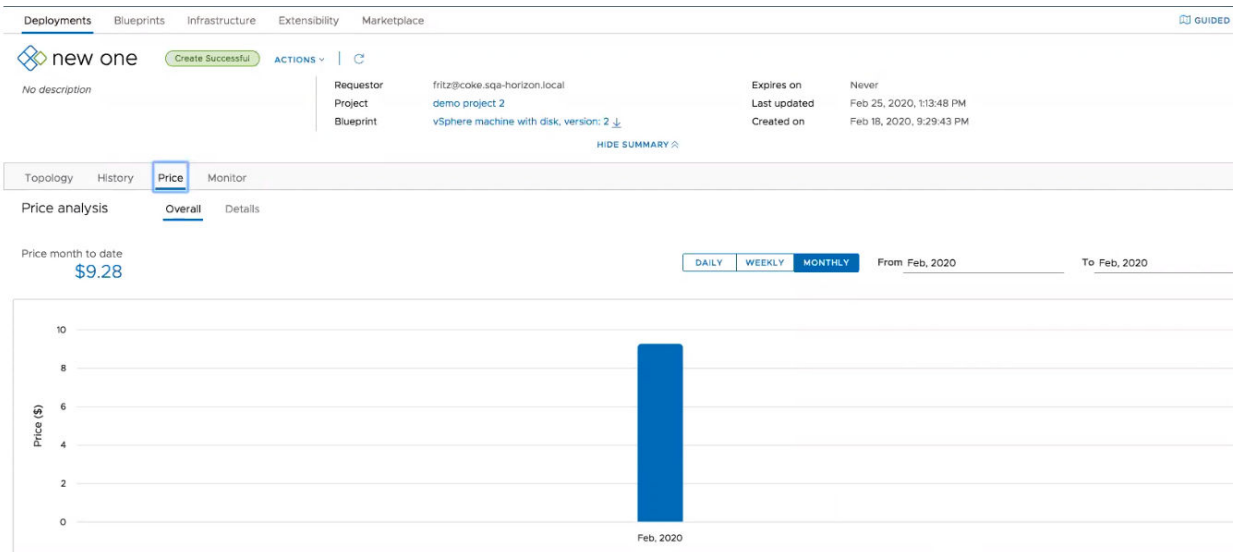 Deployments Blueprints Infrastructure Extensibility Marketplace GUIDED
new one Create Successful ACTIONS
No description
Requestor fritz@coke.sqa-horizon.local Expires on Never
Project demo project 2 Last updated Feb 25, 2020, 1:13:48 PM
Blueprint vSphere machine with disk, version: 2 Created on Feb 18, 2020, 9:29:43 PM
HIDE SUMMARY
Topology History Price Monitor
Price analysis Overall Details
Price month to date
$9.28
DAILY WEEKLY MONTHLY From Feb, 2020 To Feb, 2020
10
8
6
4
2
0
Price ($)
Feb, 2020